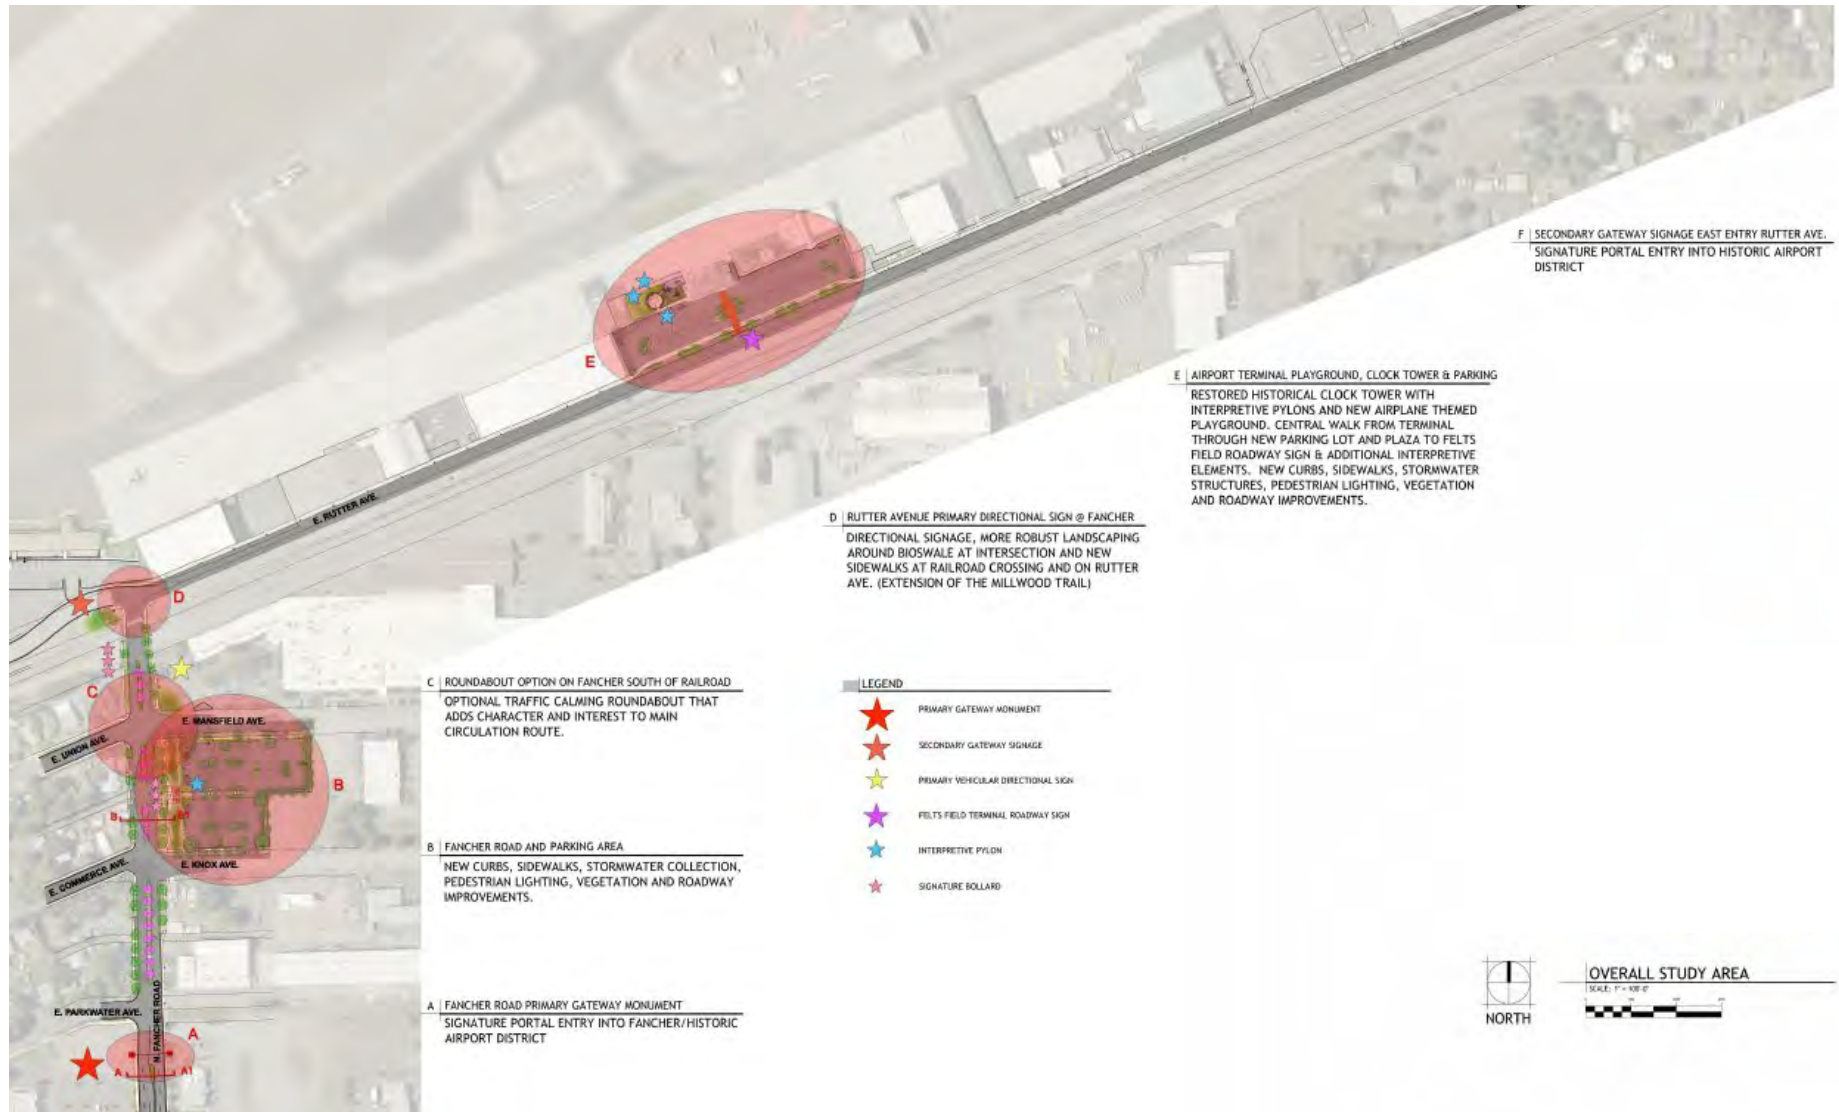 F SECONDARY GATEWAY SIGNAGE EAST ENTRY RUTTER AVE.
SIGNATURE PORTAL ENTRY INTO HISTORIC AIRPORT
DISTRICT
E
E AIRPORT TERMINAL PLAYGROUND, CLOCK TOWER & PARKING
RESTORED HISTORICAL CLOCK TOWER WITH
INTERPRETIVE PYLONS AND NEW AIRPLANE THEMED
PLAYGROUND. CENTRAL WALK FROM TERMINAL
THROUGH NEW PARKING LOT AND PLAZA TO FELTS
FIELD ROADWAY SIGN & ADDITIONAL INTERPRETIVE
ELEMENTS. NEW CURBS, SIDEWALKS, STORMWATER
STRUCTURES, PEDESTRIAN LIGHTING, VEGETATION
AND ROADWAY IMPROVEMENTS.
E. RUTTER AVE.
D RUTTER AVENUE PRIMARY DIRECTIONAL SIGN @ FANCHER
DIRECTIONAL SIGNAGE, MORE ROBUST LANDSCAPING
AROUND BIOSWALE AT INTERSECTION AND NEW
SIDEWALKS AT RAILROAD CROSSING AND ON RUTTER
AVE. (EXTENSION OF THE MILLWOOD TRAIL)
D
C
E. MANSFIELD AVE.
E. UNION AVE.
B
B
B1
E. KNOX AVE.
E. COMMERCE AVE.
C ROUNDABOUT OPTION ON FANCHER SOUTH OF RAILROAD
OPTIONAL TRAFFIC CALMING ROUNDABOUT THAT
ADDS CHARACTER AND INTEREST TO MAIN
CIRCULATION ROUTE.
B FANCHER ROAD AND PARKING AREA
NEW CURBS, SIDEWALKS, STORMWATER COLLECTION,
PEDESTRIAN LIGHTING, VEGETATION AND ROADWAY
IMPROVEMENTS.
LEGEND
PRIMARY GATEWAY MONUMENT
SECONDARY GATEWAY SIGNAGE
PRIMARY VEHICULAR DIRECTIONAL SIGN
FELTS FIELD TERMINAL ROADWAY SIGN
INTERPRETIVE PYLON
SIGNATURE BOLLARD
E. PARKWATER AVE.
N. FANCHER ROAD
A
A
A1
A FANCHER ROAD PRIMARY GATEWAY MONUMENT
SIGNATURE PORTAL ENTRY INTO FANCHER/HISTORIC
AIRPORT DISTRICT
NORTH
OVERALL STUDY AREA
SCALE: 1" = 100'-0"